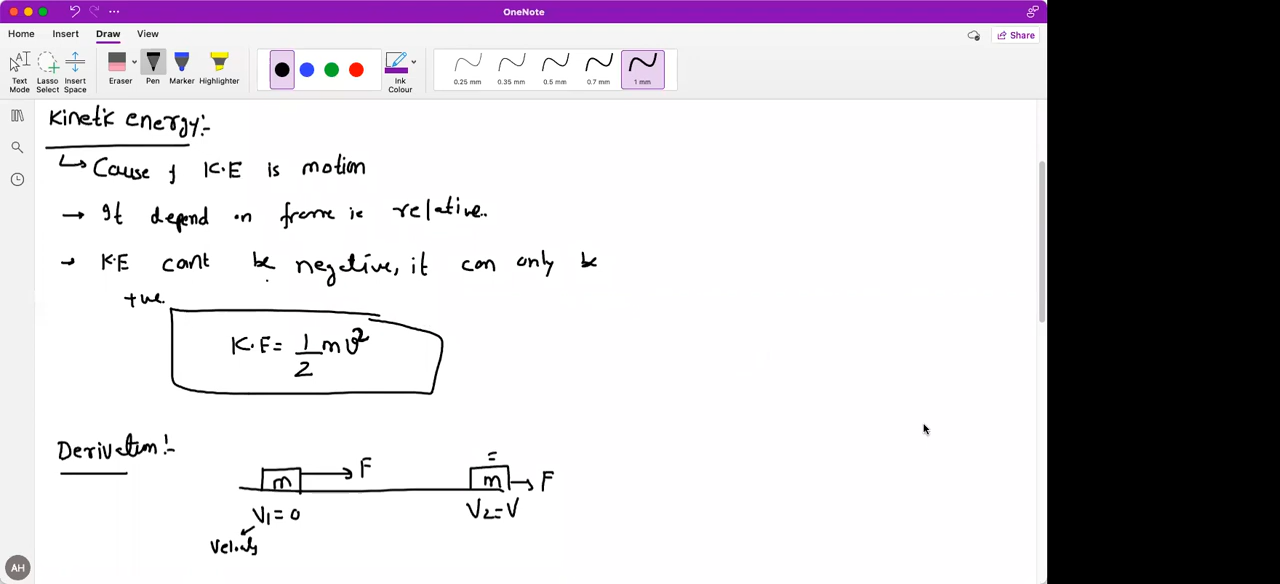 OneNote
Home Insert Draw View
Share
Text Mode Lasso Select Insert Space Eraser Pen Marker Highlighter Ink Colour 0.25 mm 0.35 mm 0.5 mm 0.7 mm 1 mm
Kinetic energy:-
↳ Cause of K.E is motion
→ It depend on frame ie relative.
→ K.E cant be negative, it can only be
+ve.
K.E = 1/2 mv²
Derivation:-
m → F m → F
V₁ = 0 V₂ = V
Velocity
AH